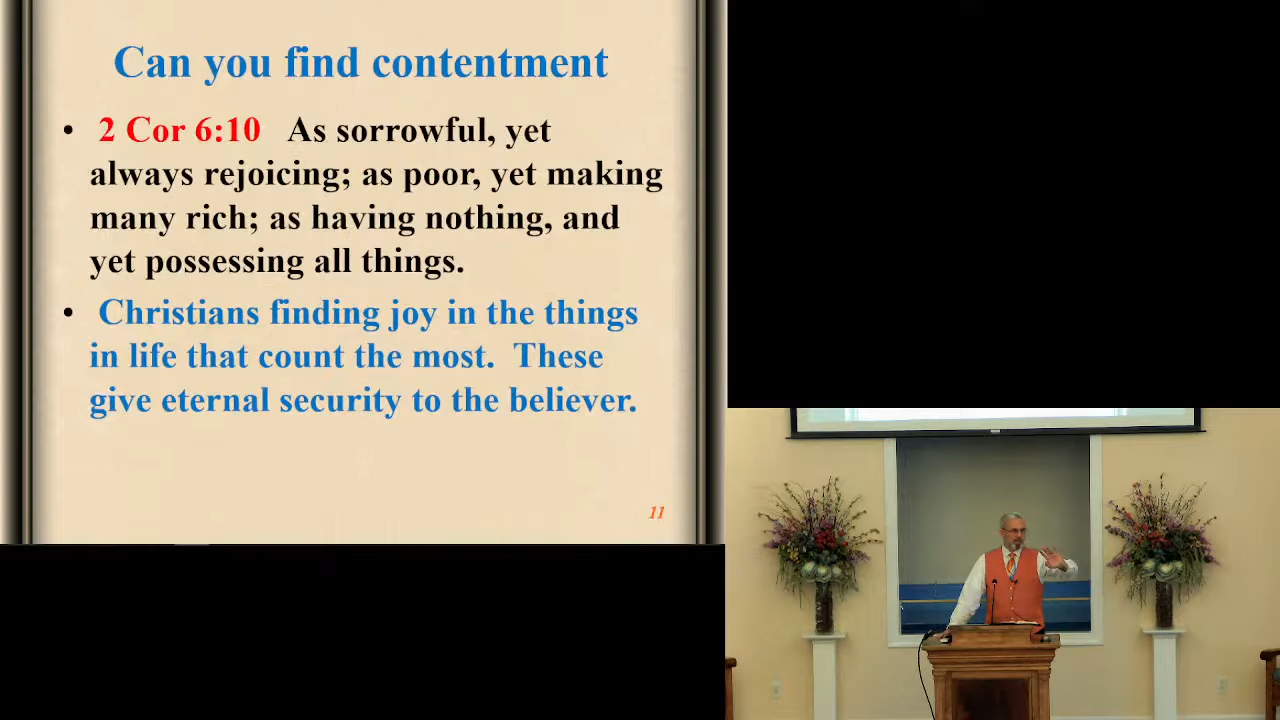 Can you find contentment
• 2 Cor 6:10 As sorrowful, yet
always rejoicing; as poor, yet making
many rich; as having nothing, and
yet possessing all things.
• Christians finding joy in the things
in life that count the most. These
give eternal security to the believer.
11